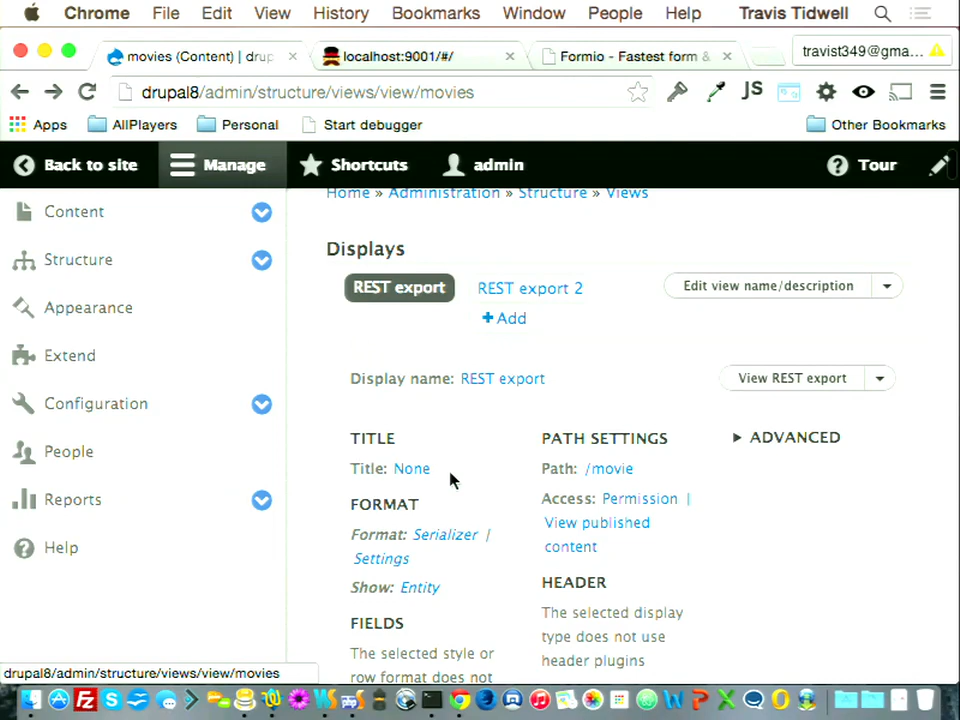 Chrome File Edit View History Bookmarks Window People Help Travis Tidwell
movies (Content) | drup localhost:9001/#/ Formio - Fastest form & travist349@gma...
drupal8/admin/structure/views/view/movies JS
Apps AllPlayers Personal Start debugger Other Bookmarks
Back to site Manage Shortcuts admin Tour
Home » Administration » Structure » Views
Content
Structure
Appearance
Extend
Configuration
People
Reports
Help
Displays
REST export REST export 2 Edit view name/description
+Add
Display name: REST export View REST export
TITLE
Title: None
FORMAT
Format: Serializer |
Settings
Show: Entity
FIELDS
The selected style or
row format does not
PATH SETTINGS
Path: /movie
Access: Permission |
View published
content
HEADER
The selected display
type does not use
header plugins
ADVANCED
drupal8/admin/structure/views/view/movies